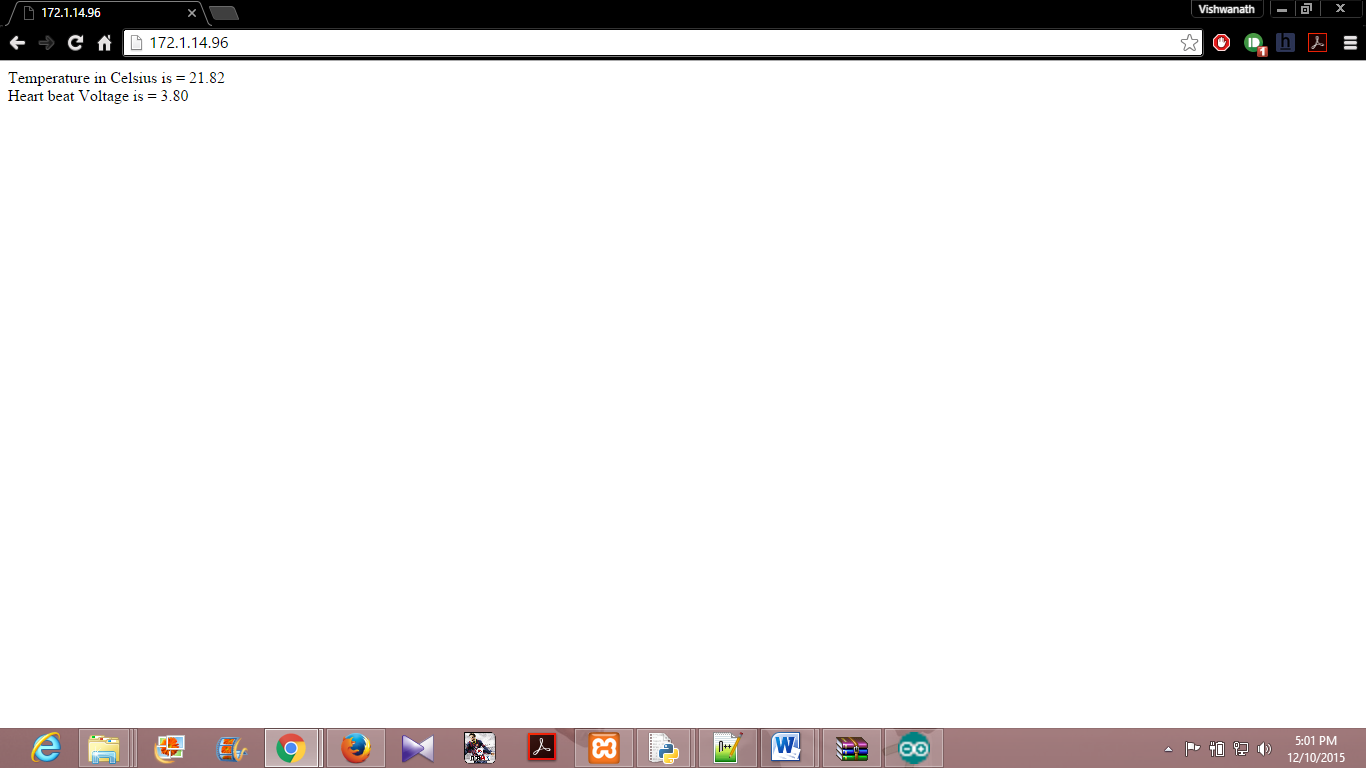 172.1.14.96
Vishwanath
172.1.14.96
1
Temperature in Celsius is = 21.82
Heart beat Voltage is = 3.80
5:01 PM
12/10/2015